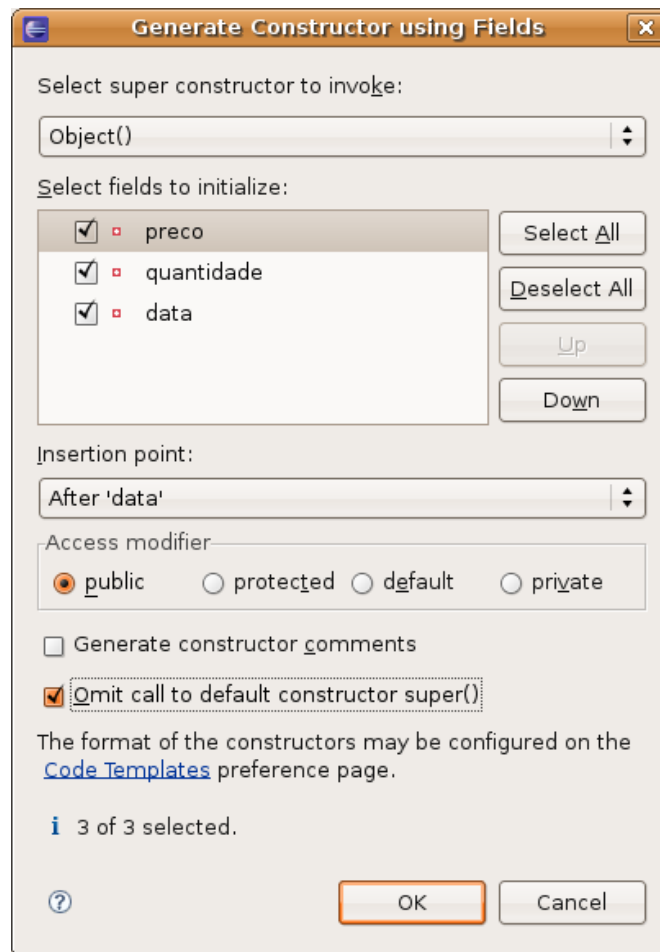 Generate Constructor using Fields
Select super constructor to invoke:
Object()
Select fields to initialize:
preco
quantidade
data
Select All
Deselect All
Up
Down
Insertion point:
After 'data'
Access modifier
public protected default private
Generate constructor comments
Omit call to default constructor super()
The format of the constructors may be configured on the
Code Templates preference page.
i 3 of 3 selected.
? OK Cancel